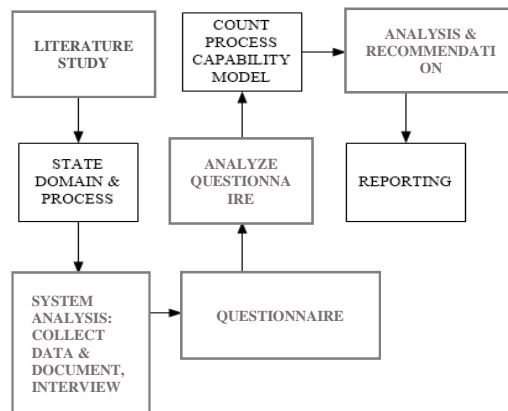 LITERATURE
STUDY
STATE
DOMAIN &
PROCESS
SYSTEM
ANALYSIS:
COLLECT
DATA &
DOCUMENT,
INTERVIEW
QUESTIONNAIRE
ANALYZE
QUESTIONNA
IRE
COUNT
PROCESS
CAPABILITY
MODEL
ANALYSIS &
RECOMMENDATI
ON
REPORTING